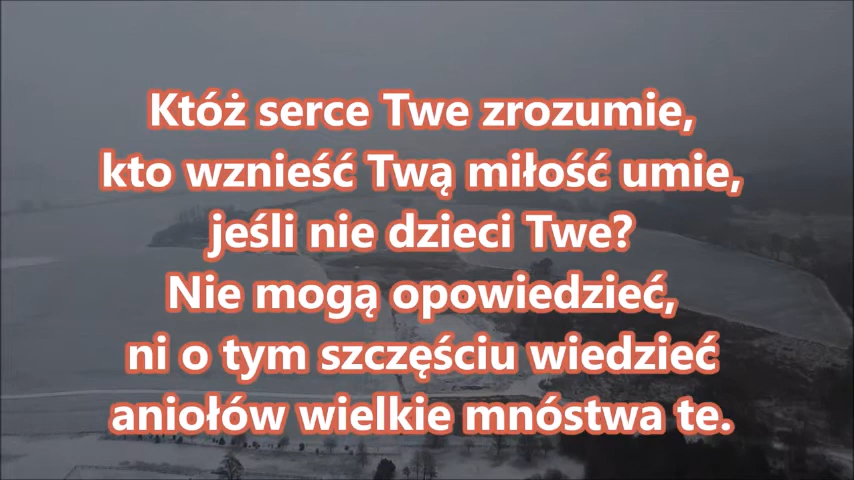 Któż serce Twe zrozumie,
kto wznieść Twą miłość umie,
jeśli nie dzieci Twe?
Nie mogą opowiedzieć,
ni o tym szczęściu wiedzieć
aniołów wielkie mnóstwa te.